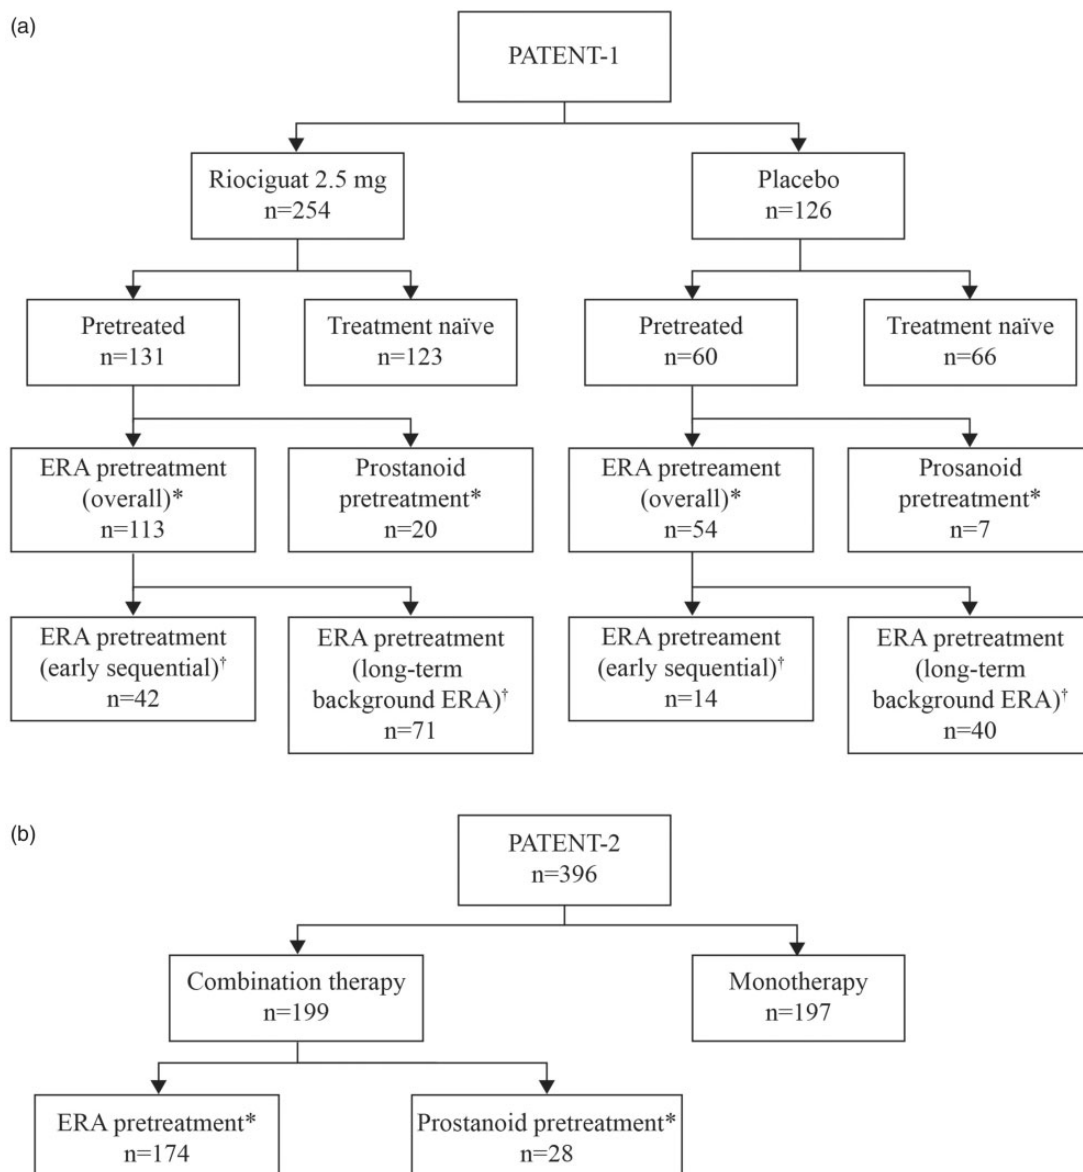 (a)
PATENT-1
Riociguat 2.5 mg
n=254
Placebo
n=126
Pretreated
n=131
Treatment naïve
n=123
Pretreated
n=60
Treatment naïve
n=66
ERA pretreatment
(overall)*
n=113
Prostanoid
pretreatment*
n=20
ERA pretreament
(overall)*
n=54
Prosanoid
pretreatment*
n=7
ERA pretreatment
(early sequential)†
n=42
ERA pretreatment
(long-term
background ERA)†
n=71
ERA pretreament
(early sequential)†
n=14
ERA pretreatment
(long-term
background ERA)†
n=40
(b)
PATENT-2
n=396
Combination therapy
n=199
Monotherapy
n=197
ERA pretreatment*
n=174
Prostanoid pretreatment*
n=28